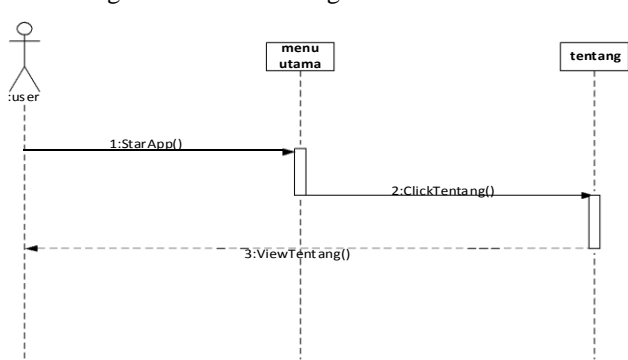 menu
utama
tentang
:user
1:StarApp()
2:ClickTentang()
3:ViewTentang()